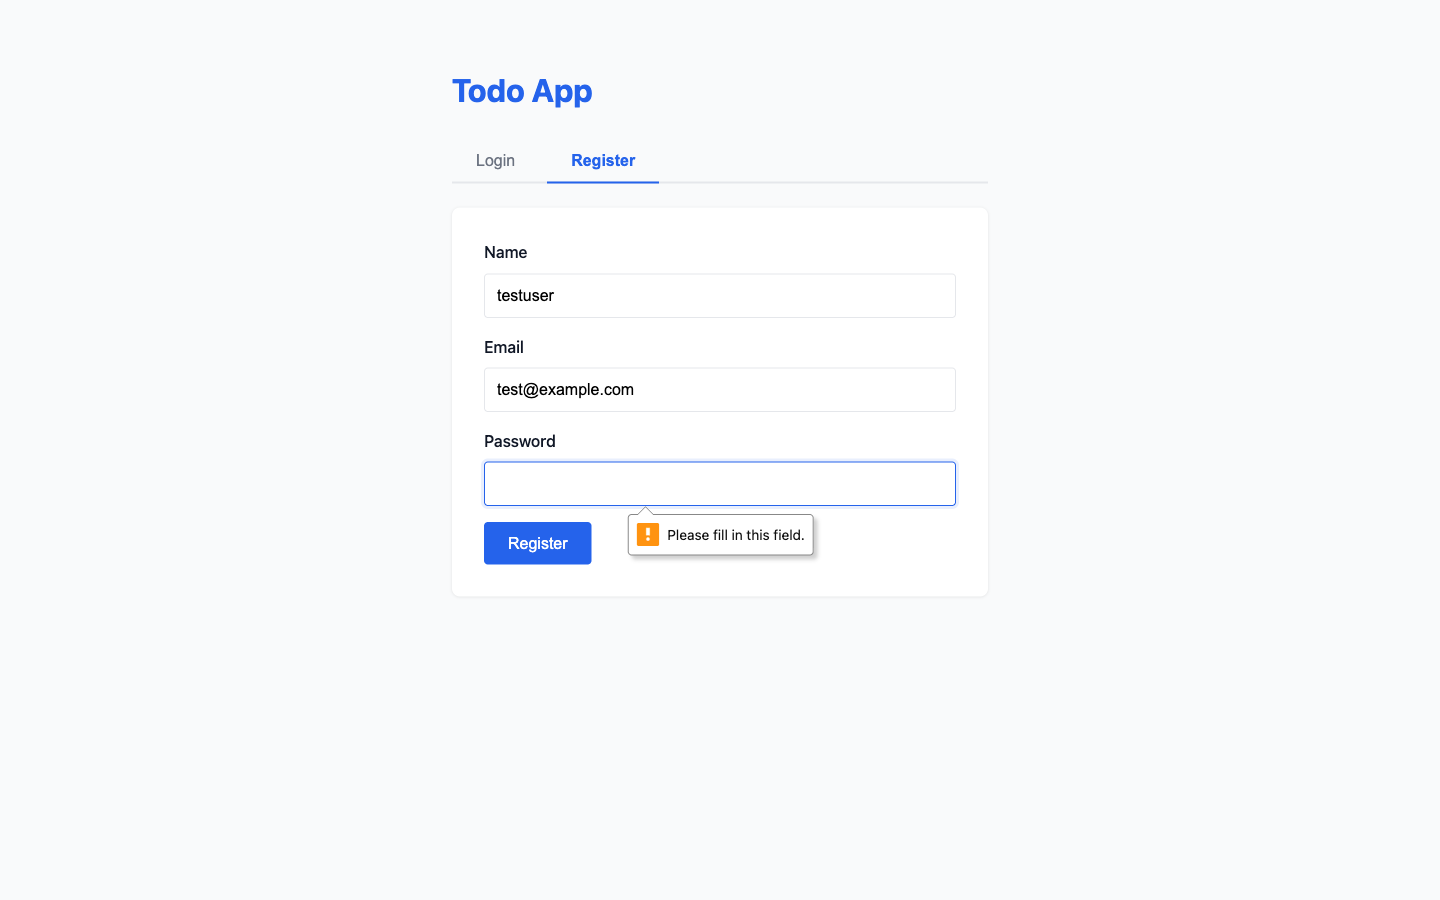 Todo App
Login Register
Name
testuser
Email
test@example.com
Password
Please fill in this field.
Register